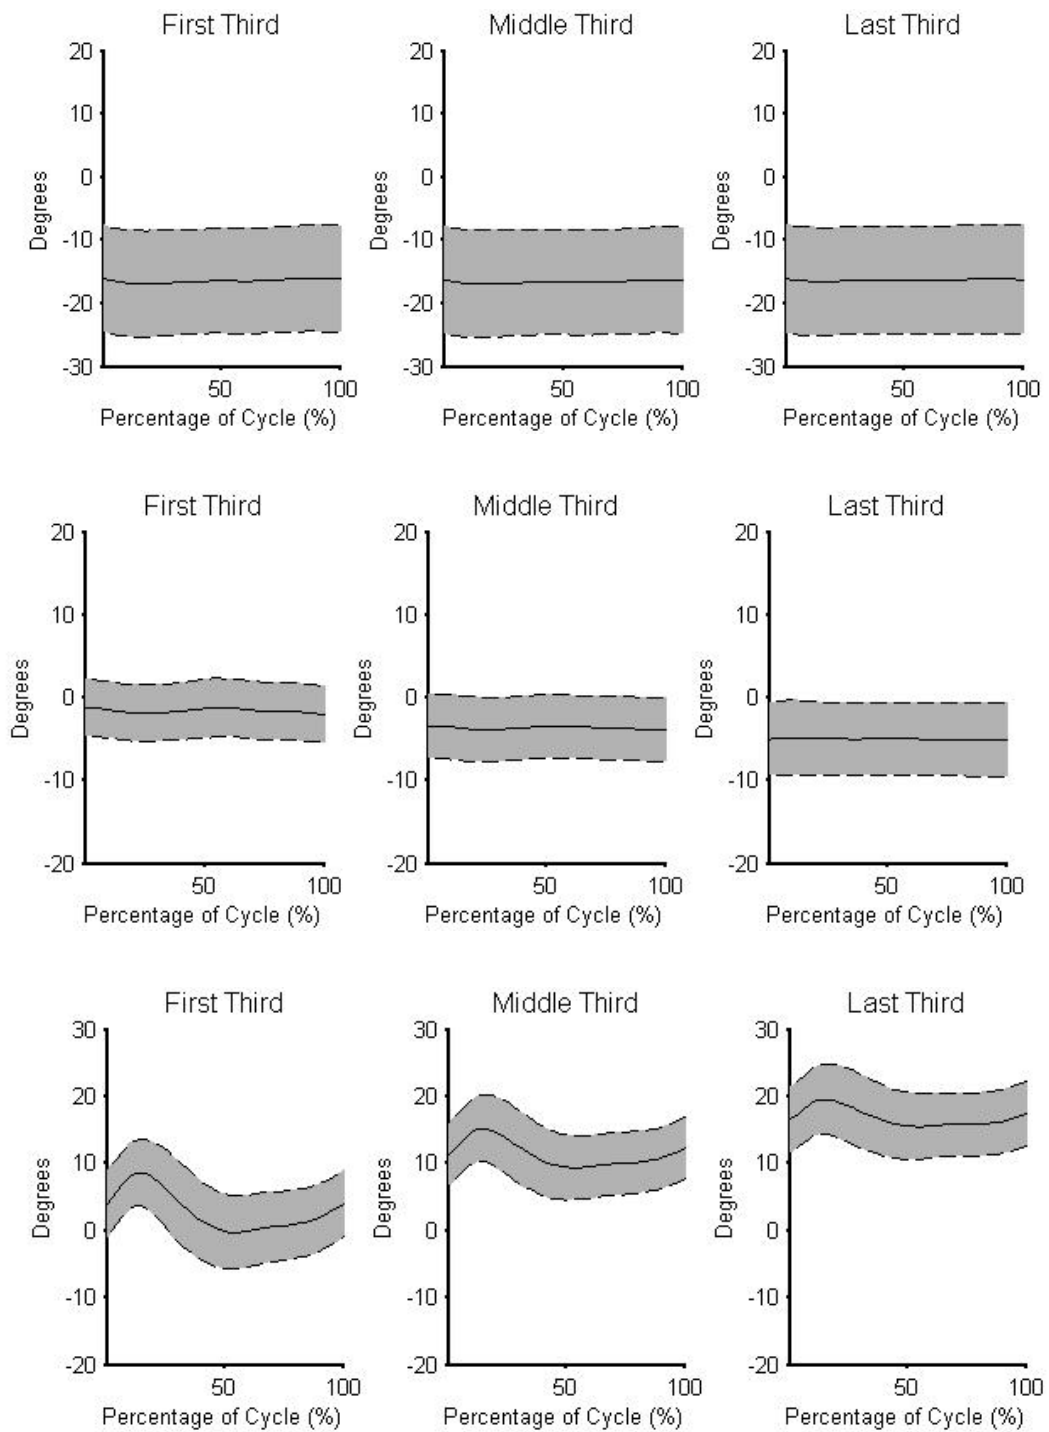 First Third Middle Third Last Third
20 20 20
10 10 10
0 0 0
-10 -10 -10
-20 -20 -20
-30 -30 -30
Degrees Degrees Degrees
50 100 50 100 50 100
Percentage of Cycle (%) Percentage of Cycle (%) Percentage of Cycle (%)
First Third Middle Third Last Third
20 20 20
10 10 10
0 0 0
-10 -10 -10
-20 -20 -20
Degrees Degrees Degrees
50 100 50 100 50 100
Percentage of Cycle (%) Percentage of Cycle (%) Percentage of Cycle (%)
First Third Middle Third Last Third
30 30 30
20 20 20
10 10 10
0 0 0
-10 -10 -10
-20 -20 -20
Degrees Degrees Degrees
50 100 50 100 50 100
Percentage of Cycle (%) Percentage of Cycle (%) Percentage of Cycle (%)